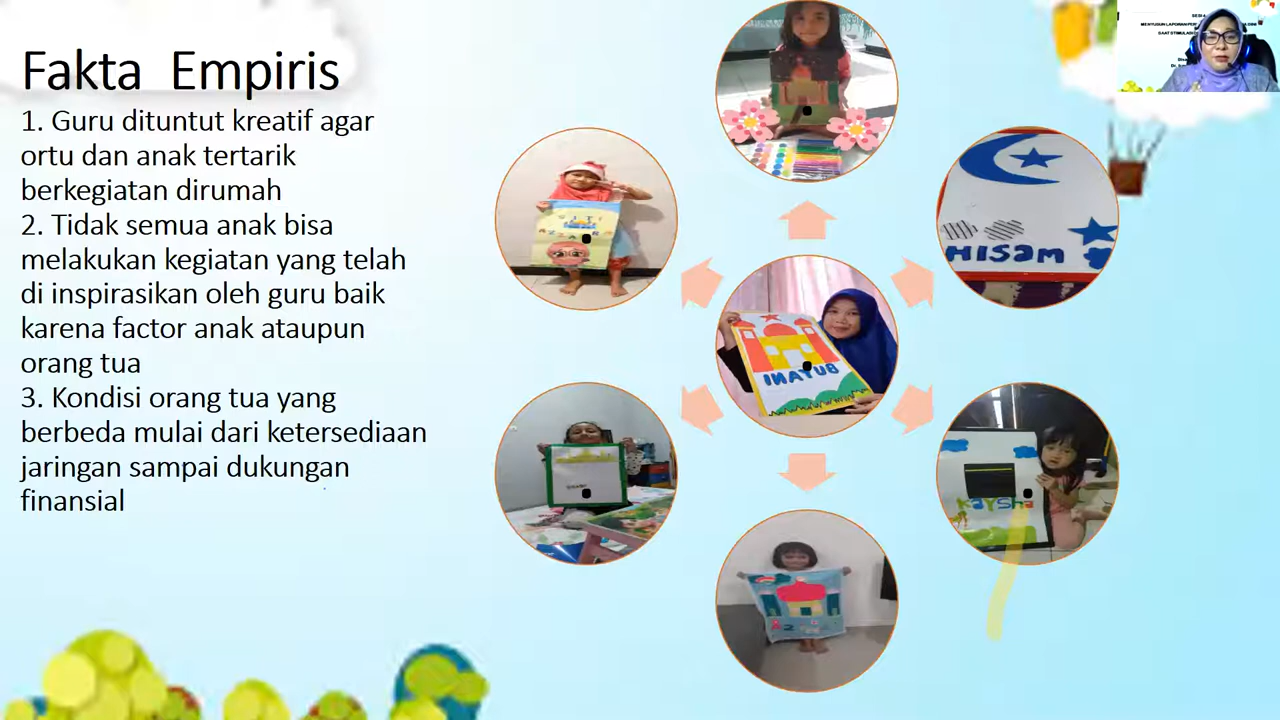 Fakta Empiris
1. Guru dituntut kreatif agar
ortu dan anak tertarik
berkegiatan dirumah
2. Tidak semua anak bisa
melakukan kegiatan yang telah
di inspirasikan oleh guru baik
karena factor anak ataupun
orang tua
3. Kondisi orang tua yang
berbeda mulai dari ketersediaan
jaringan sampai dukungan
finansial
HISam
BUTANI
Kaysha